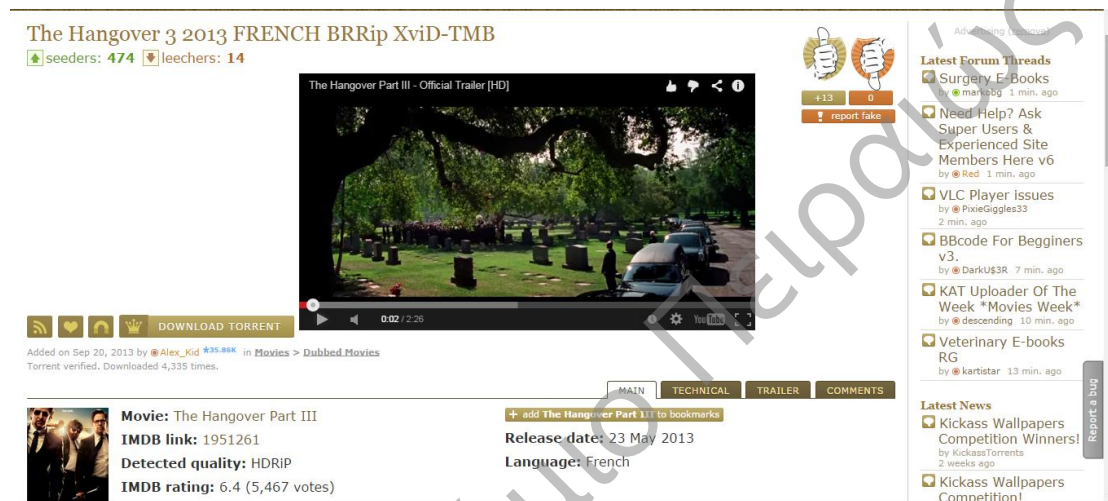 The Hangover 3 2013 FRENCH BRRip XviD-TMB
seeders: 474 leechers: 14
The Hangover Part III - Official Trailer [HD]
0:02 / 2:26
YouTube
+13 0
report fake
DOWNLOAD TORRENT
Added on Sep 20, 2013 by Alex_Kid ★35.86K in Movies > Dubbed Movies
Torrent verified. Downloaded 4,335 times.
MAIN TECHNICAL TRAILER COMMENTS
Movie: The Hangover Part III
IMDB link: 1951261
Detected quality: HDRiP
IMDB rating: 6.4 (5,467 votes)
+ add The Hangover Part III to bookmarks
Release date: 23 May 2013
Language: French
Advertising (remove)
Latest Forum Threads
Surgery E-Books
by markobg 1 min. ago
Need Help? Ask
Super Users &
Experienced Site
Members Here v6
by Red 1 min. ago
VLC Player issues
by PixieGiggles33
2 min. ago
BBcode For Begginers
v3.
by DarkU$3R 7 min. ago
KAT Uploader Of The
Week *Movies Week*
by descending 10 min. ago
Veterinary E-books
RG
by kartistar 13 min. ago
Latest News
Kickass Wallpapers
Competition Winners!
by KickassTorrents
2 weeks ago
Kickass Wallpapers
Competition!
Report a bug
Πειραιώς